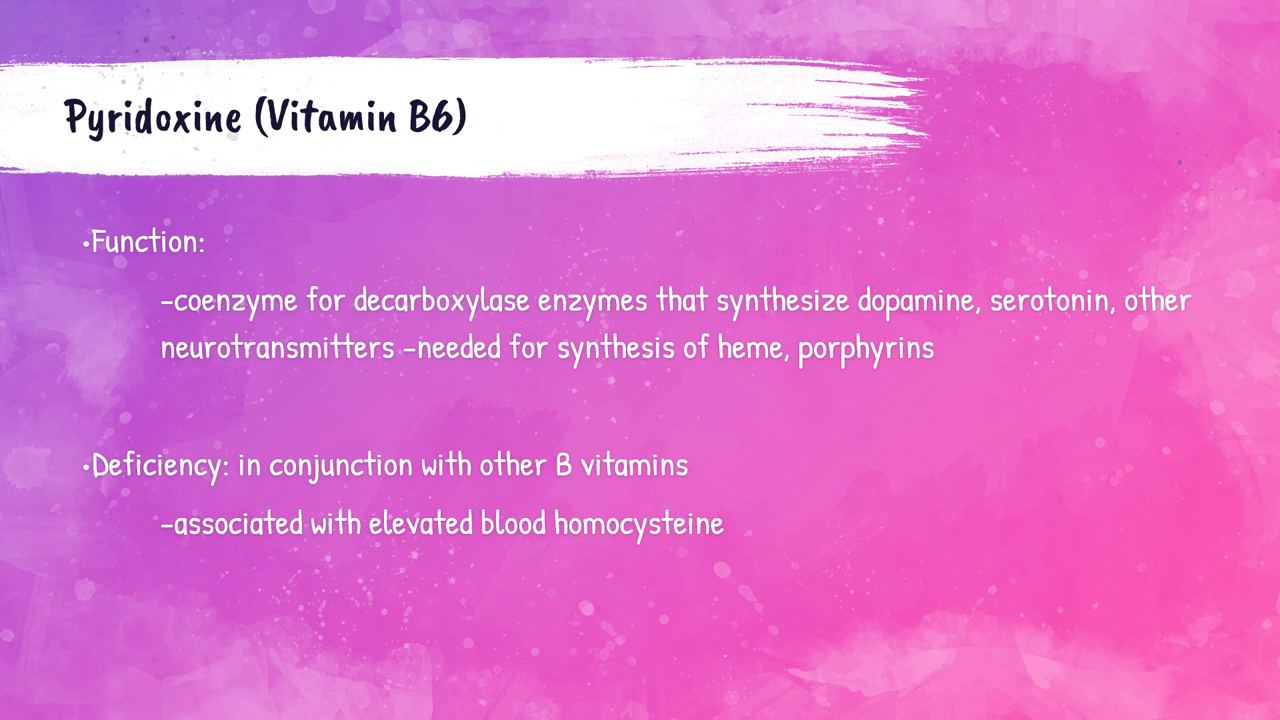 Pyridoxine (Vitamin B6)
•Function:
–coenzyme for decarboxylase enzymes that synthesize dopamine, serotonin, other
neurotransmitters –needed for synthesis of heme, porphyrins
•Deficiency: in conjunction with other B vitamins
–associated with elevated blood homocysteine